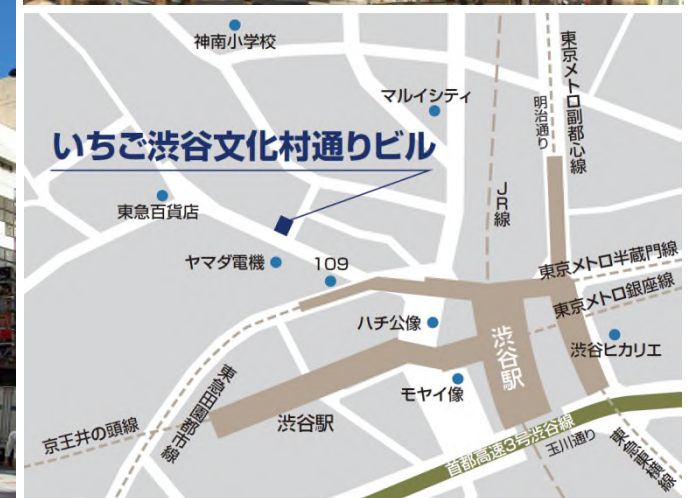 神南小学校
マルイシティ
東京メトロ副都心線
明治通り
いちご渋谷文化村通りビル
JR線
東急百貨店
ヤマダ電機
109
東京メトロ半蔵門線
東京メトロ銀座線
ハチ公像
渋谷駅
渋谷ヒカリエ
モヤイ像
東急田園都市線
渋谷駅
京王井の頭線
首都高速3号渋谷線
玉川通り
東急東横線